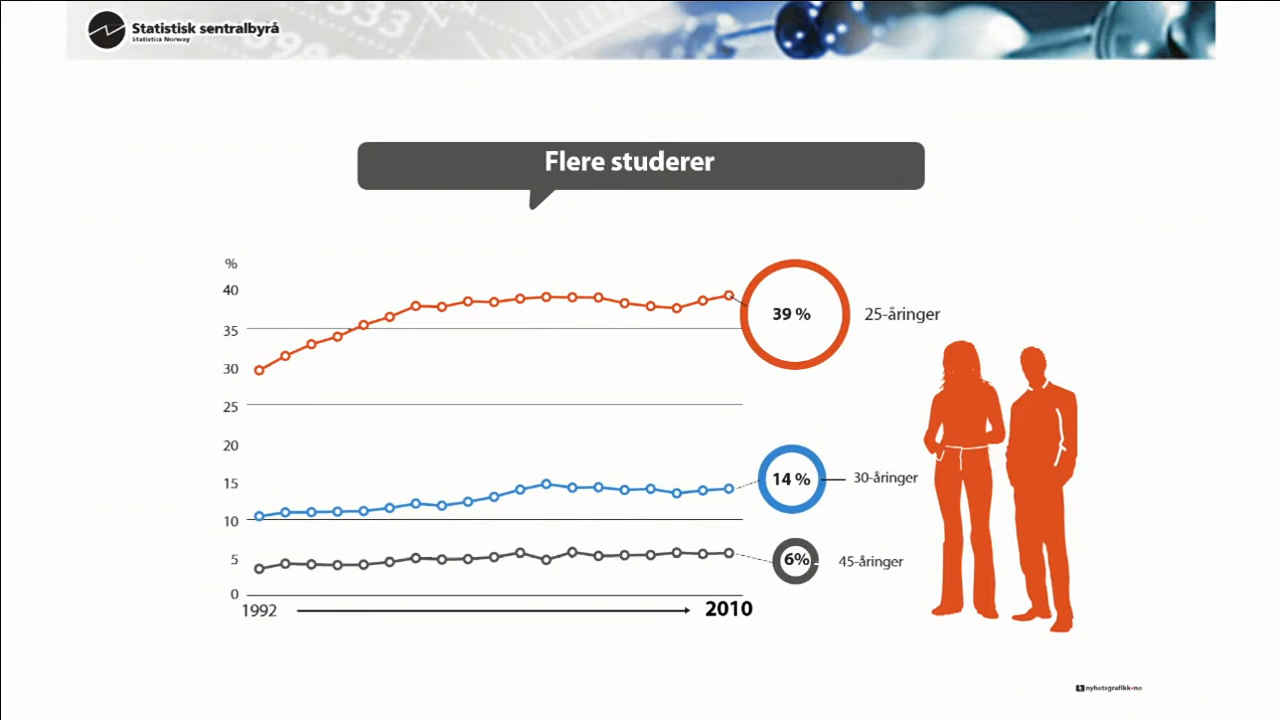 Statistisk sentralbyrå
Statistics Norway
Flere studerer
%
40
35
30
25
20
15
10
5
0
39 %
25-åringer
14 %
30-åringer
6%
45-åringer
1992
2010
nyhetsgrafikk•no